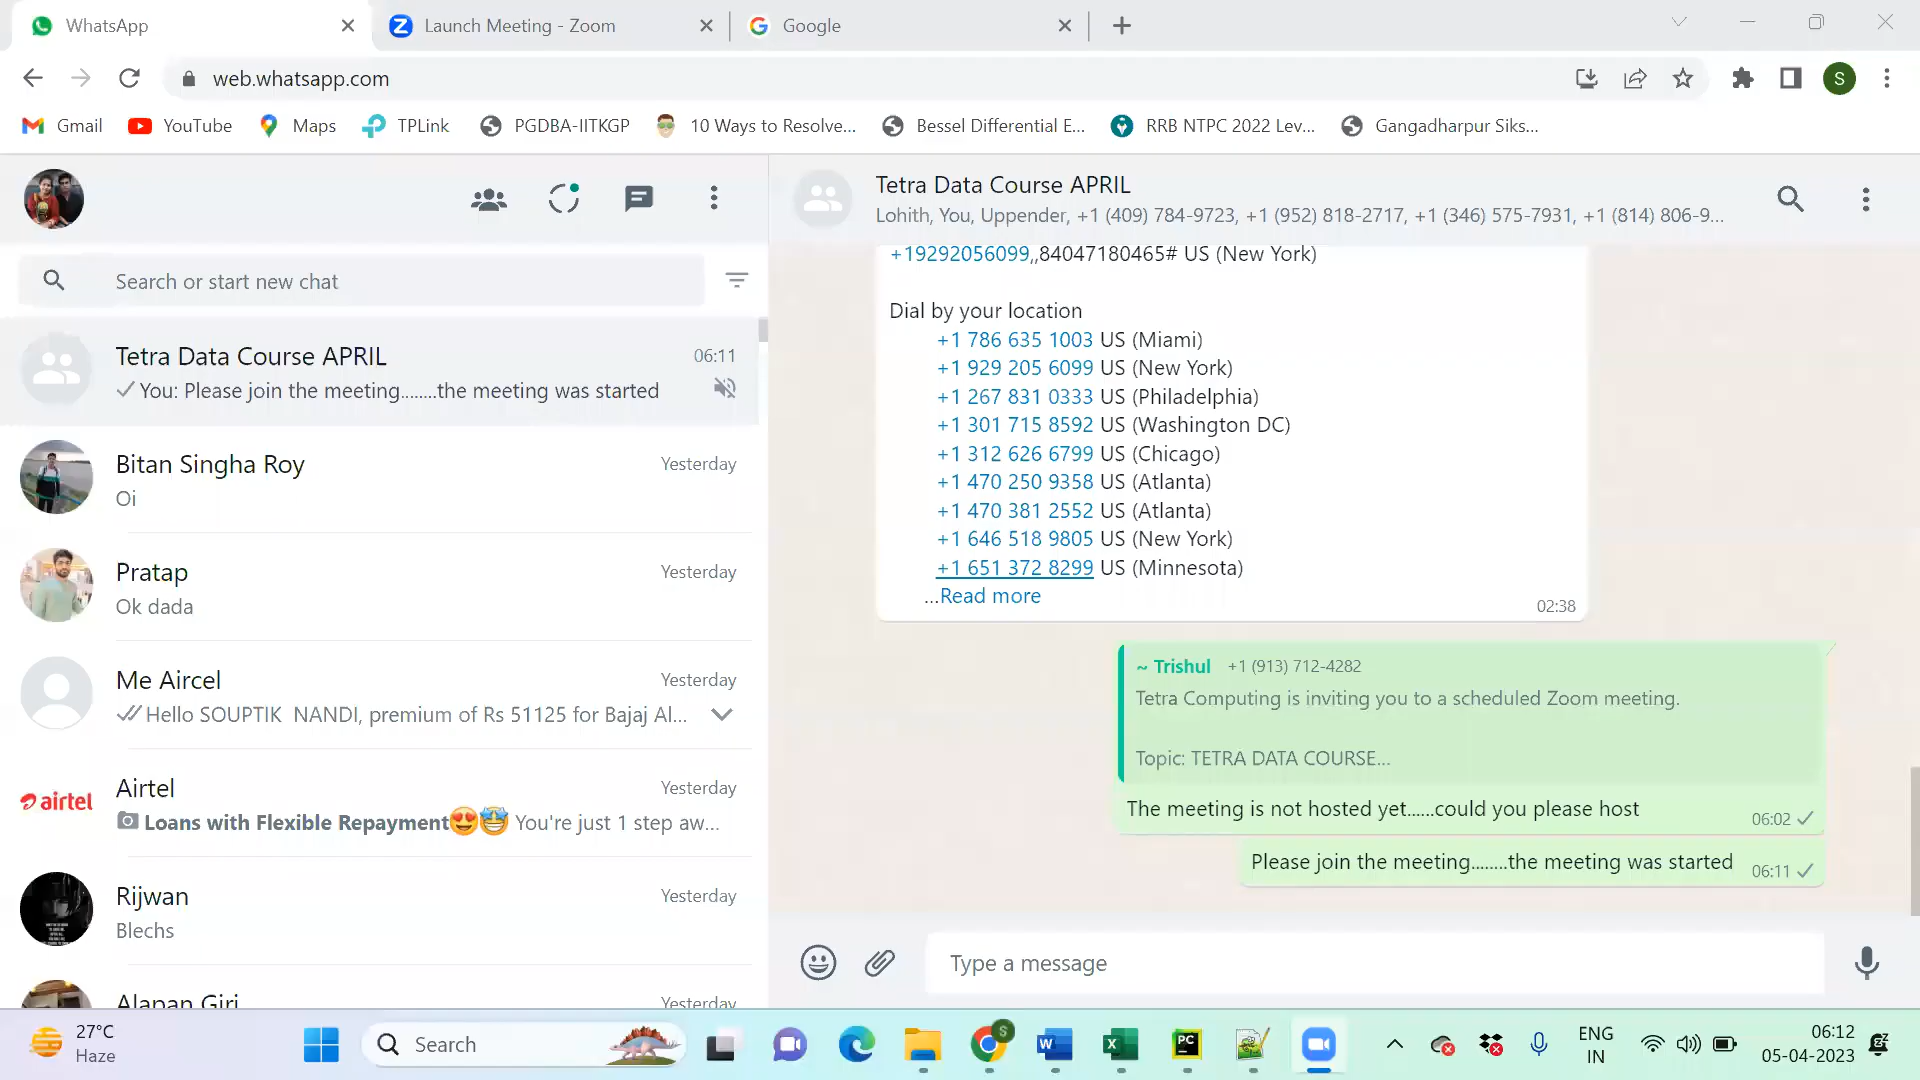 WhatsApp
Launch Meeting - Zoom
Google
web.whatsapp.com
S
Gmail
YouTube
Maps
TPLink
PGDBA-IITKGP
10 Ways to Resolve...
Bessel Differential E...
RRB NTPC 2022 Lev...
Gangadharpur Siks...
Search or start new chat
Tetra Data Course APRIL
06:11
You: Please join the meeting........the meeting was started
Bitan Singha Roy
Yesterday
Oi
Pratap
Yesterday
Ok dada
Me Aircel
Yesterday
Hello SOUPTIK NANDI, premium of Rs 51125 for Bajaj Al...
airtel
Airtel
Yesterday
Loans with Flexible Repayment😍🤩 You're just 1 step aw...
Rijwan
Yesterday
Blechs
Alapan Giri
Yesterday
Tetra Data Course APRIL
Lohith, You, Uppender, +1 (409) 784-9723, +1 (952) 818-2717, +1 (346) 575-7931, +1 (814) 806-9...
+19292056099,,84047180465# US (New York)
Dial by your location
+1 786 635 1003 US (Miami)
+1 929 205 6099 US (New York)
+1 267 831 0333 US (Philadelphia)
+1 301 715 8592 US (Washington DC)
+1 312 626 6799 US (Chicago)
+1 470 250 9358 US (Atlanta)
+1 470 381 2552 US (Atlanta)
+1 646 518 9805 US (New York)
+1 651 372 8299 US (Minnesota)
...Read more
02:38
~ Trishul +1 (913) 712-4282
Tetra Computing is inviting you to a scheduled Zoom meeting.
Topic: TETRA DATA COURSE...
The meeting is not hosted yet......could you please host
06:02
Please join the meeting........the meeting was started
06:11
Type a message
27°C
Haze
Search
S
W
X
PC
ENG
IN
06:12
05-04-2023